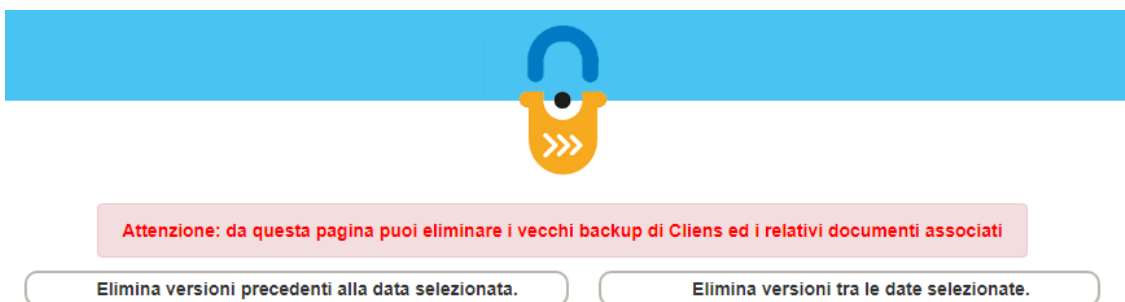 Attenzione: da questa pagina puoi eliminare i vecchi backup di Cliens ed i relativi documenti associati
Elimina versioni precedenti alla data selezionata.
Elimina versioni tra le date selezionate.